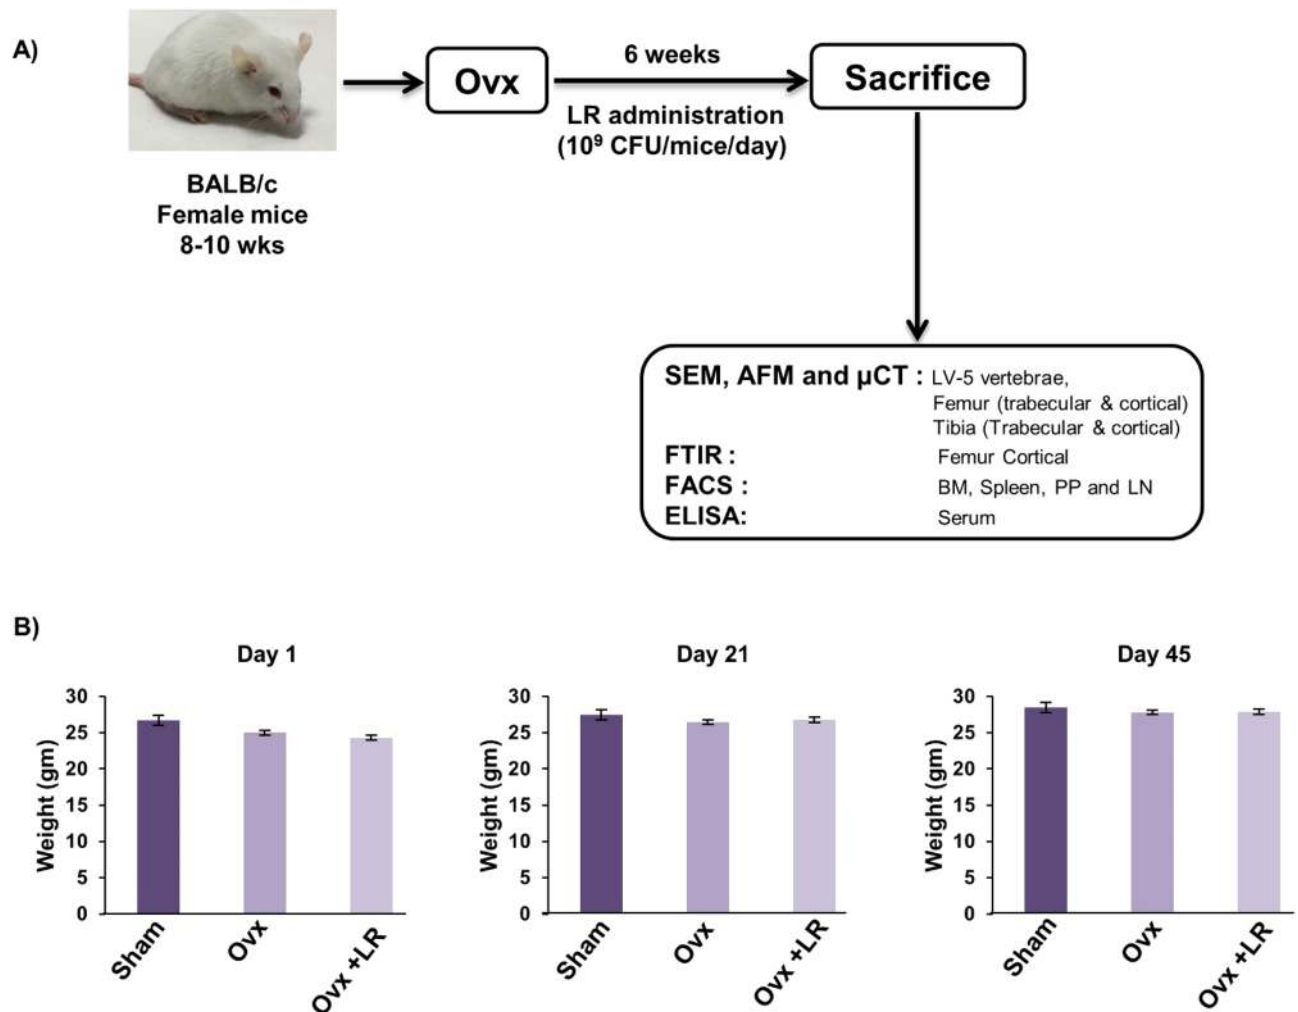 A)
BALB/c
Female mice
8-10 wks
Ovx
6 weeks
LR administration
(10⁹ CFU/mice/day)
Sacrifice
SEM, AFM and µCT : LV-5 vertebrae,
Femur (trabecular & cortical)
Tibia (Trabecular & cortical)
FTIR : Femur Cortical
FACS : BM, Spleen, PP and LN
ELISA: Serum
B)
Day 1
Weight (gm)
30
25
20
15
10
5
0
Sham
Ovx
Ovx +LR
Day 21
Weight (gm)
30
25
20
15
10
5
0
Sham
Ovx
Ovx +LR
Day 45
Weight (gm)
30
25
20
15
10
5
0
Sham
Ovx
Ovx +LR